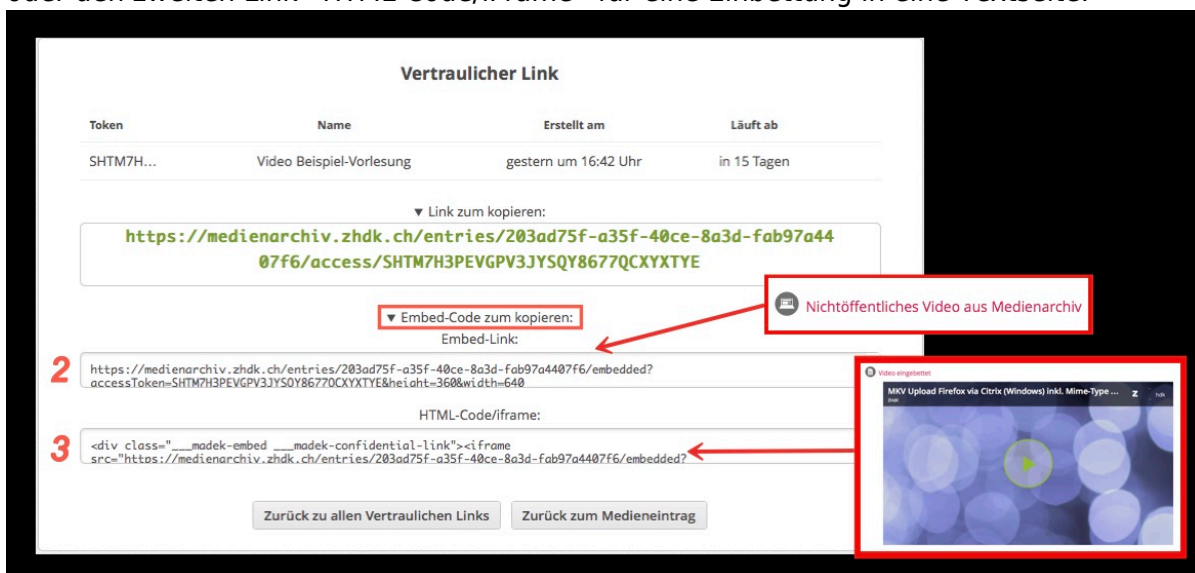 oder den zweiten Link "HTML Code/iFrame" für eine Einbettung in eine Textseite.
Vertraulicher Link
Token Name Erstellt am Läuft ab
SHTM7H... Video Beispiel-Vorlesung gestern um 16:42 Uhr in 15 Tagen
▼ Link zum kopieren:
https://medienarchiv.zhdk.ch/entries/203ad75f-a35f-40ce-8a3d-fab97a44
07f6/access/SHTM7H3PEVGPV3JYSQY8677QCXYXTYE
Nichtöffentliches Video aus Medienarchiv
▼ Embed-Code zum kopieren:
Embed-Link:
2
https://medienarchiv.zhdk.ch/entries/203ad75f-a35f-40ce-8a3d-fab97a4407f6/embedded?
accessToken=SHTM7H3PEVGPV3JYSQY8677QCXYXTYE&height=360&width=640
HTML-Code/iframe:
3
<div class="___madek-embed ___madek-confidential-link"><iframe
src="https://medienarchiv.zhdk.ch/entries/203ad75f-a35f-40ce-8a3d-fab97a4407f6/embedded?
Video eingebettet
MKV Upload Firefox via Citrix (Windows) inkl. Mime-Type ...
Z hdk
Zurück zu allen Vertraulichen Links
Zurück zum Medieneintrag